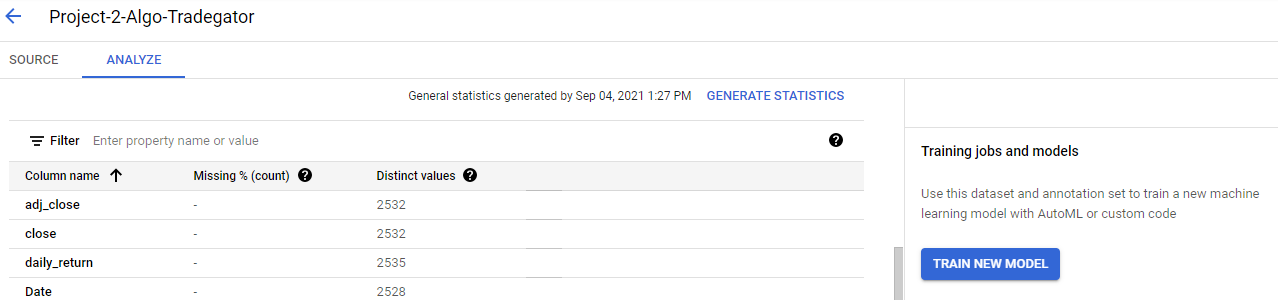 Project-2-Algo-Tradegator
SOURCE ANALYZE
General statistics generated by Sep 04, 2021 1:27 PM GENERATE STATISTICS
Filter Enter property name or value
Column name Missing % (count) Distinct values
adj_close - 2532
close - 2532
daily_return - 2535
Date - 2528
Training jobs and models
Use this dataset and annotation set to train a new machine
learning model with AutoML or custom code
TRAIN NEW MODEL